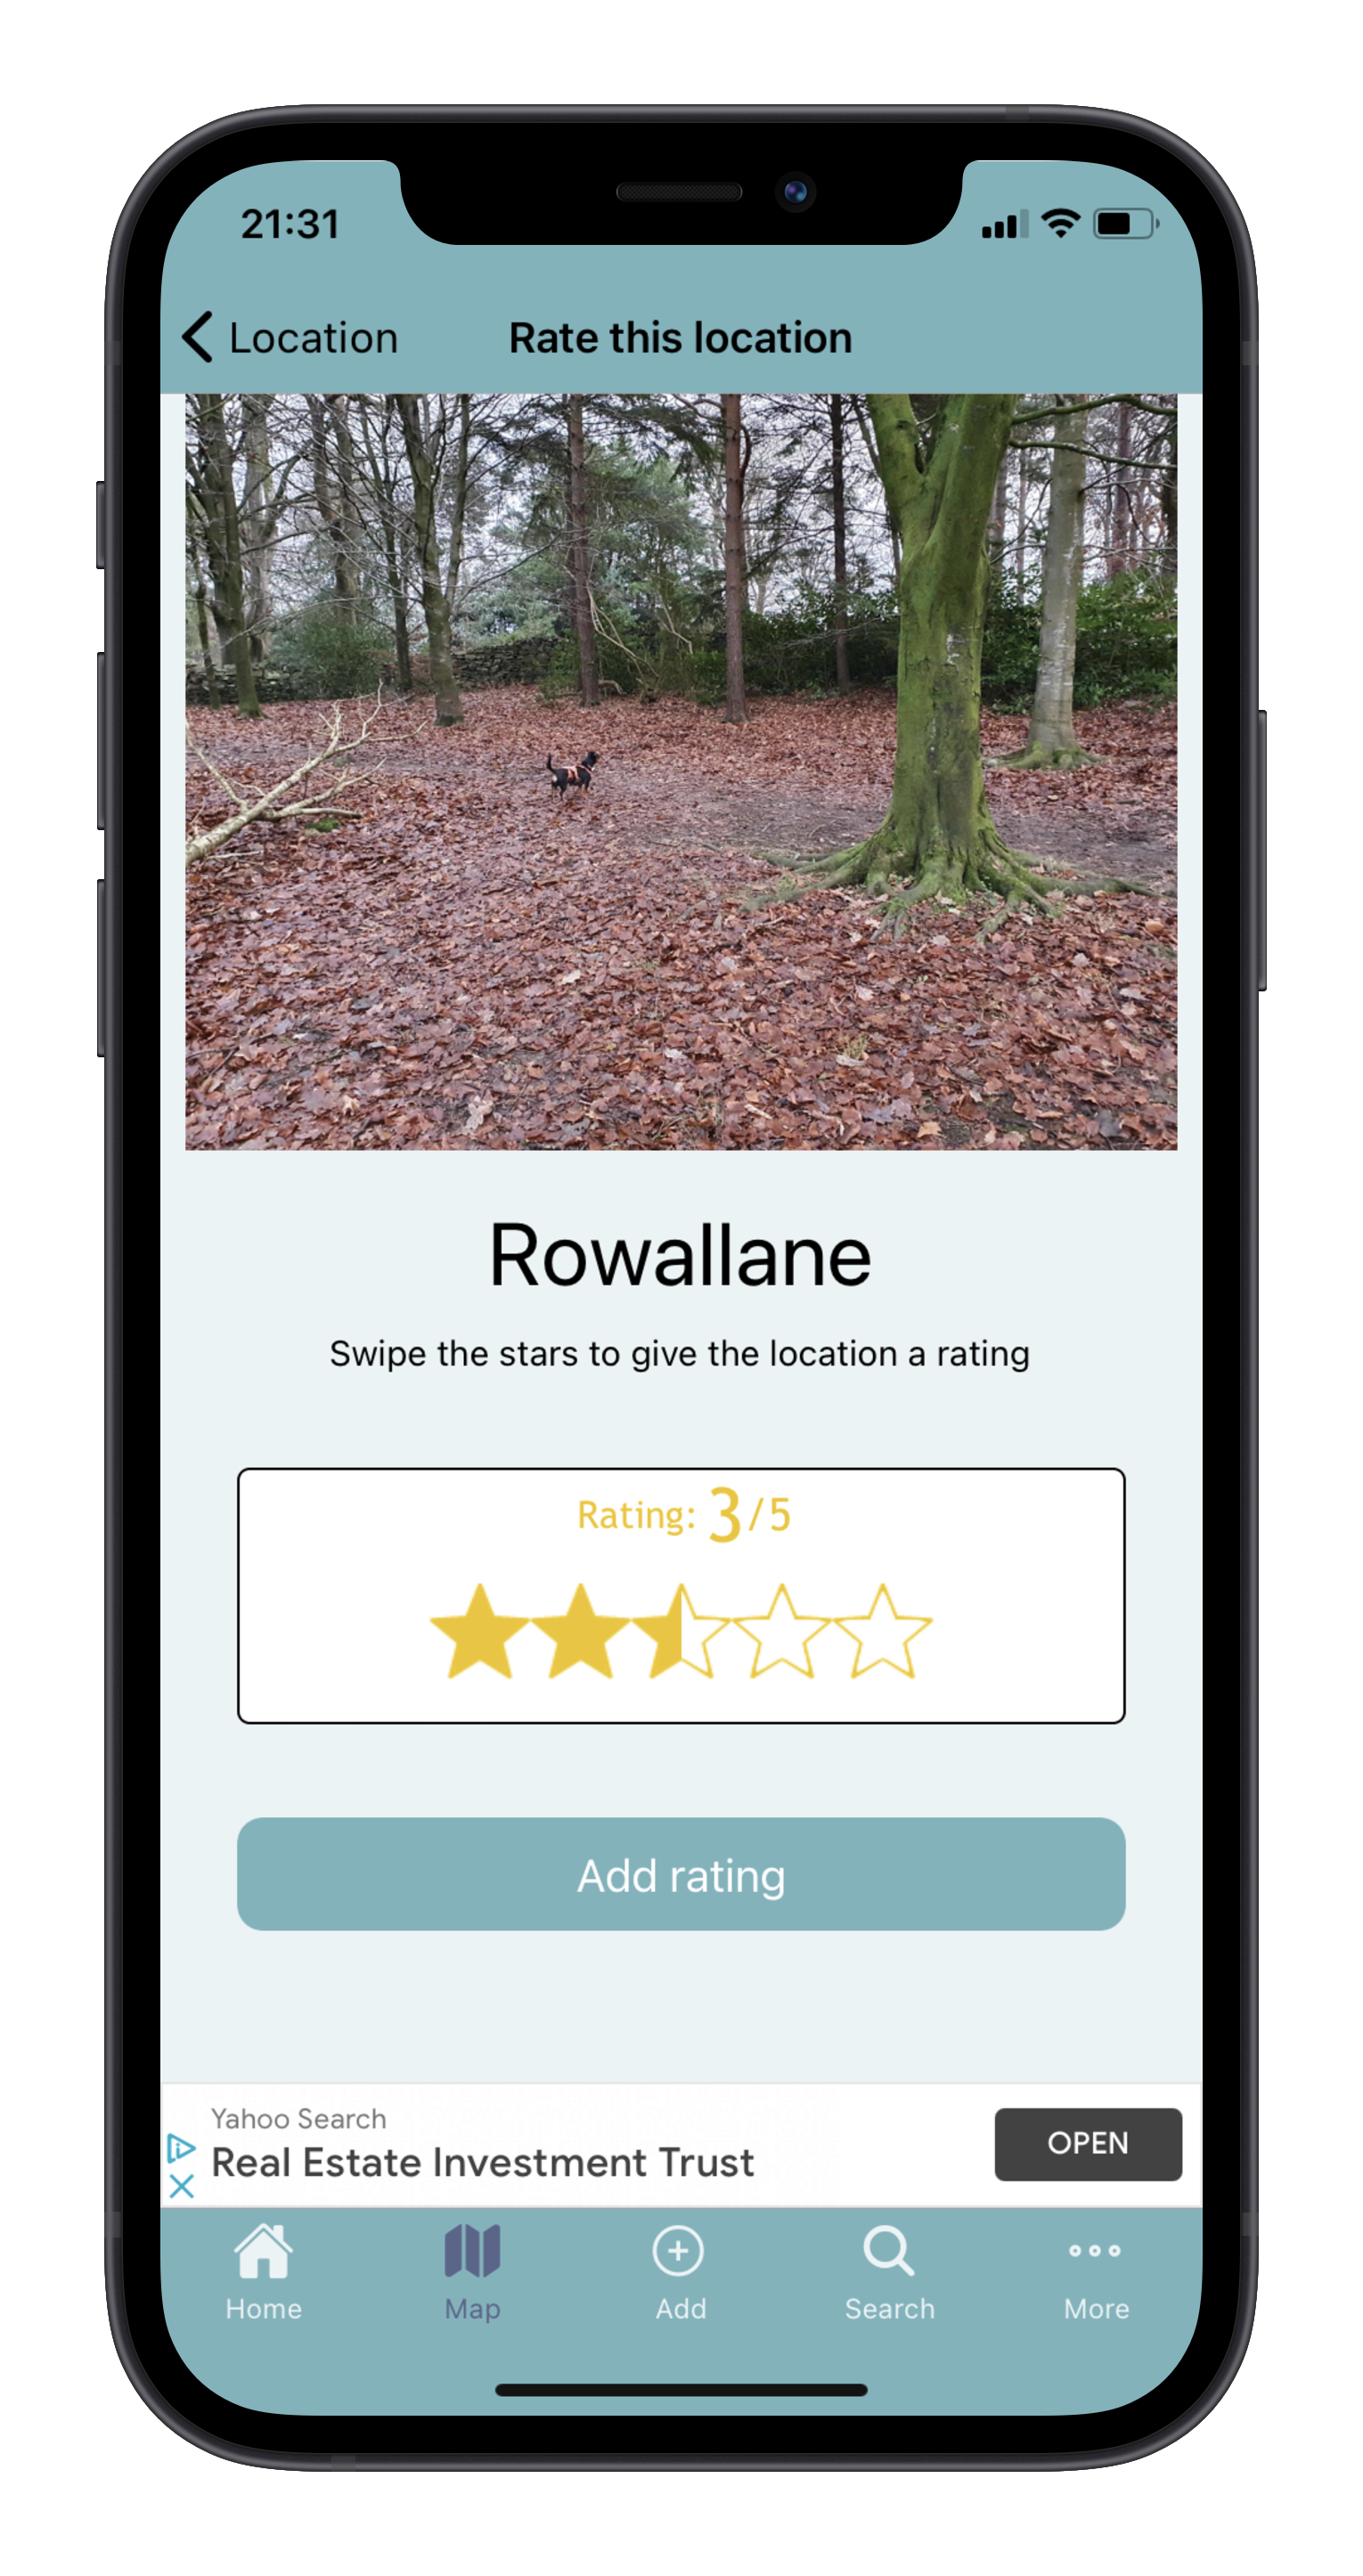 21:31
Location
Rate this location
Rowallane
Swipe the stars to give the location a rating
Rating: 3/5
Add rating
Yahoo Search
Real Estate Investment Trust
OPEN
Home
Map
Add
Search
More